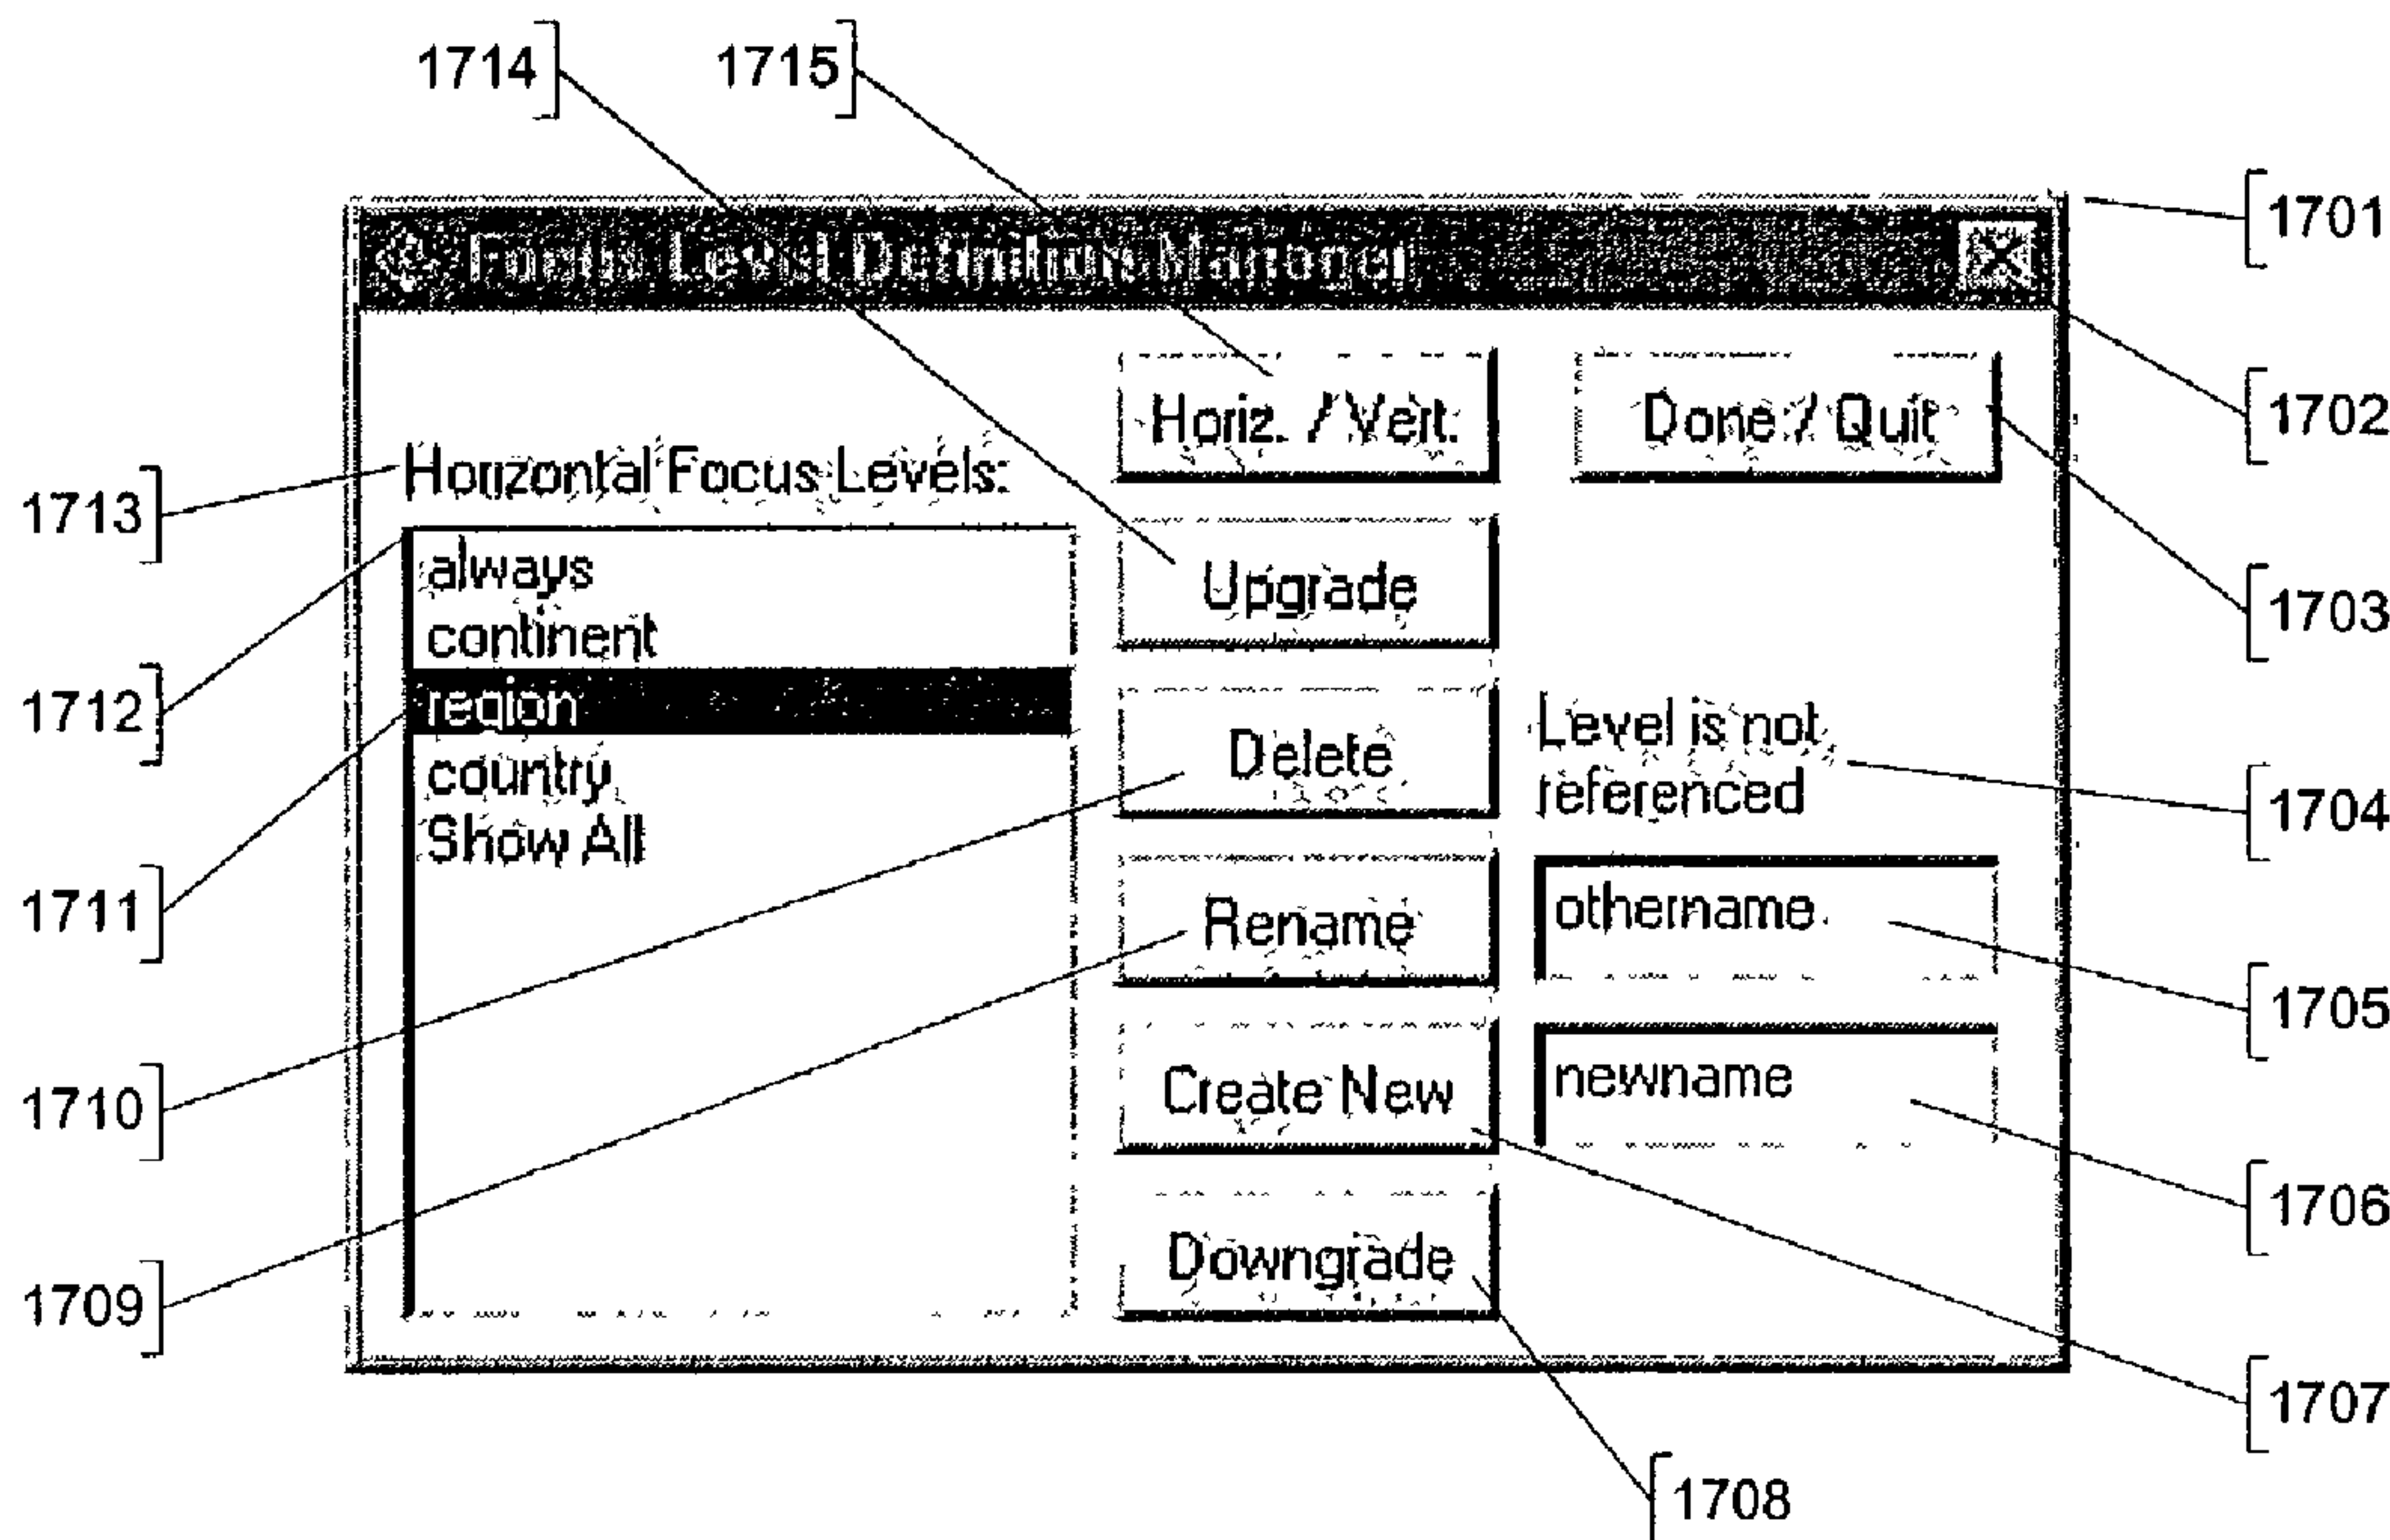 1714
1715
1701
Focus Level Definition Manager
1702
Horiz. / Vert.
Done / Quit
1713
Horizontal Focus Levels:
always
Upgrade
1703
continent
1712
region
Delete
Level is not
referenced
1704
country
Show All
1711
Rename
othername
1705
1710
Create New
newname
1706
1709
Downgrade
1707
1708